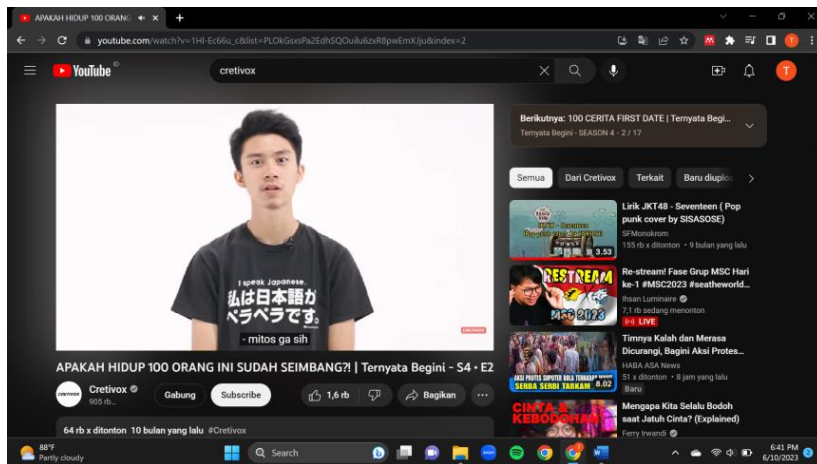 APAKAH HIDUP 100 ORANG
youtube.com/watch?v=1HI-Ec66u_c&list=PLOkGsxsPa2EdhSQOuilu6zxR8pwEmXJju&index=2
YouTube ID
cretivox
T
I speak Japanese.
私は日本語が
ペラペラです。
- mitos ga sih
CRETIVOX
APAKAH HIDUP 100 ORANG INI SUDAH SEIMBANG?! | Ternyata Begini - S4 • E2
Cretivox
905 rb...
Gabung
Subscribe
1,6 rb
Bagikan
64 rb x ditonton 10 bulan yang lalu #Cretivox
Berikutnya: 100 CERITA FIRST DATE | Ternyata Begi...
Ternyata Begini - SEASON 4 - 2 / 17
Semua
Dari Cretivox
Terkait
Baru diuplo
3.53
Lirik JKT48 - Seventeen ( Pop
punk cover by SISASOSE)
SFMonokrom
155 rb x ditonton • 9 bulan yang lalu
RESTREAM
MSC 2023
Re-stream! Fase Grup MSC Hari
ke-1 #MSC2023 #seatheworld...
Ihsan Luminaire
7,1 rb sedang menonton
LIVE
SERBA SERBI TARKAM
8.02
Timnya Kalah dan Merasa
Dicurangi, Bagini Aksi Protes...
HABA ASA News
51 x ditonton • 8 jam yang lalu
Baru
CINTA &
KEBODOHAN
Mengapa Kita Selalu Bodoh
saat Jatuh Cinta? (Explained)
Ferry Irwandi
88°F
Partly cloudy
Search
6:41 PM
6/10/2023
2